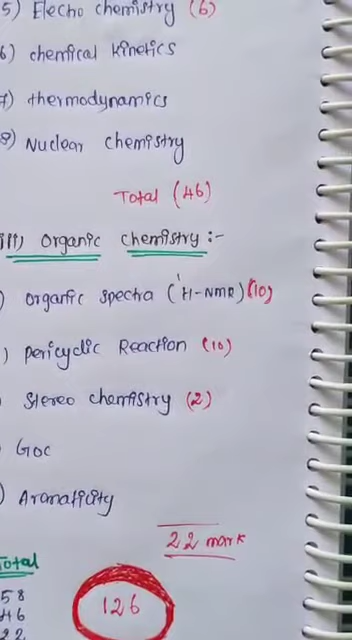 5) Electro chemistry (6)
6) chemical kinetics
7) thermodynamics
8) Nuclear chemistry
Total (46)
iii) Organic chemistry :-
) Organic Spectra (¹H-NMR) (10)
) Pericyclic Reaction (10)
Stereo chemistry (2)
GOC
) Aromaticity
22 mark
Total
58
46
22
126